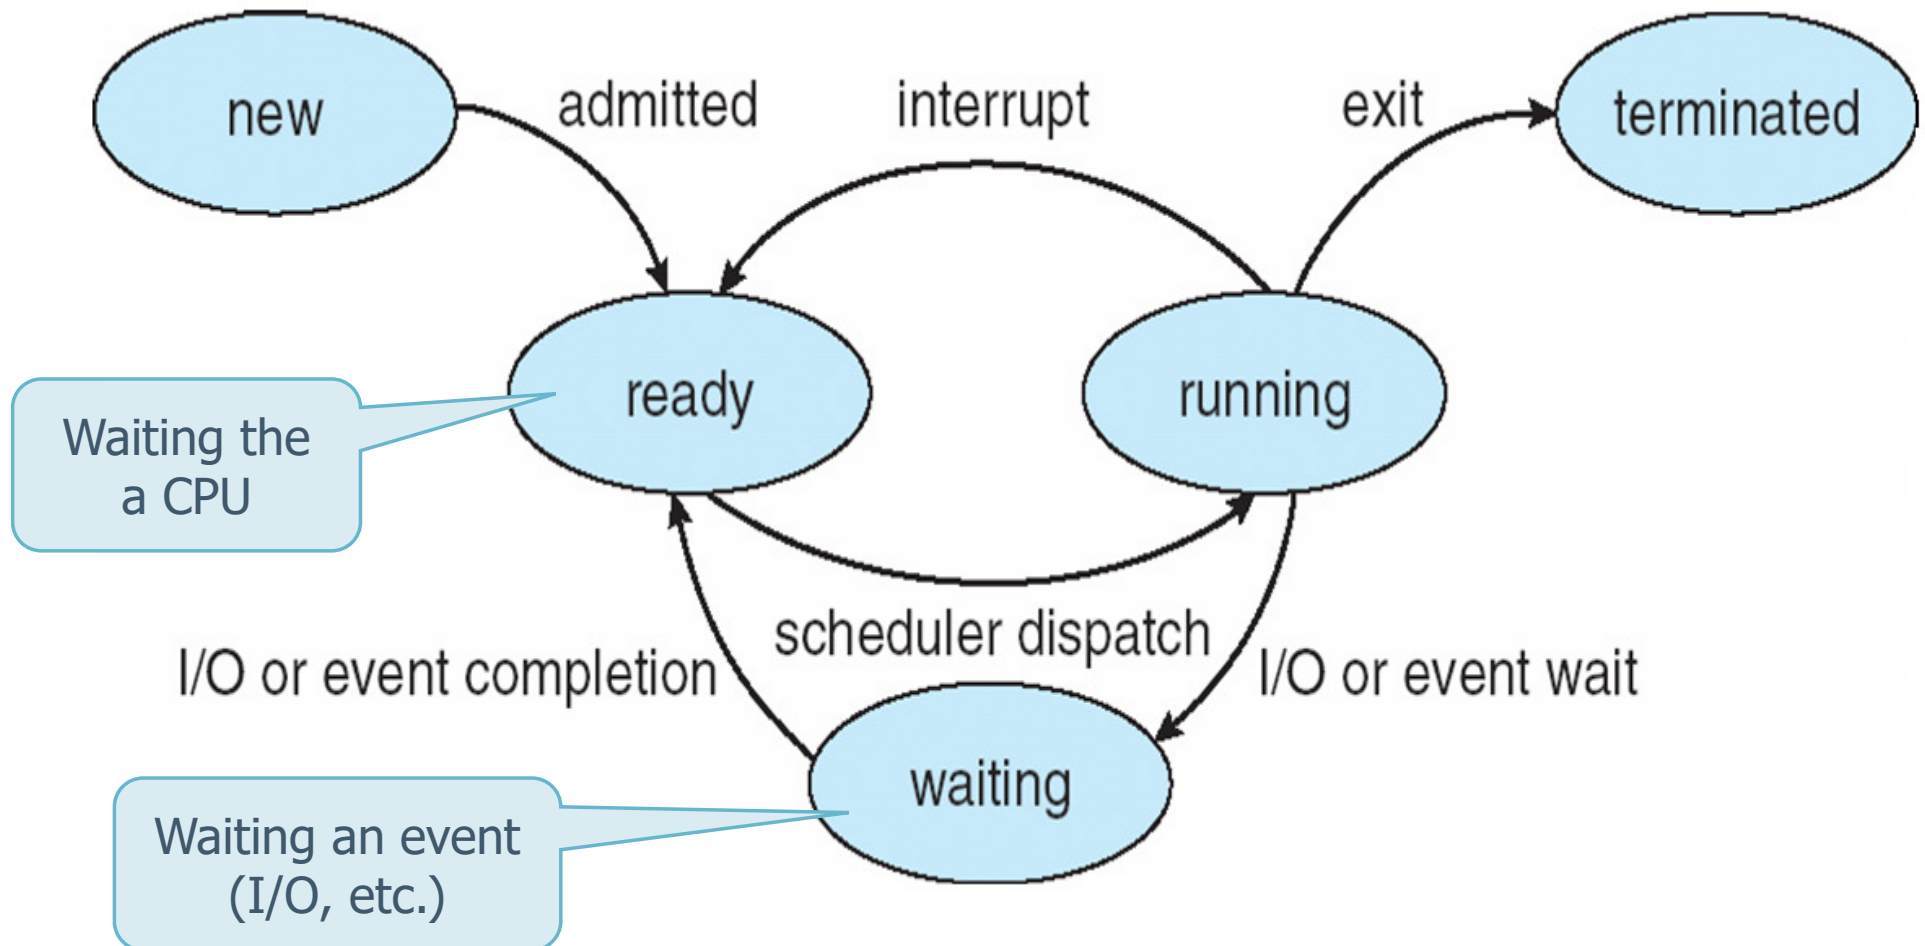 new
admitted
interrupt
exit
terminated
ready
running
Waiting the
a CPU
scheduler dispatch
I/O or event completion
I/O or event wait
waiting
Waiting an event
(I/O, etc.)